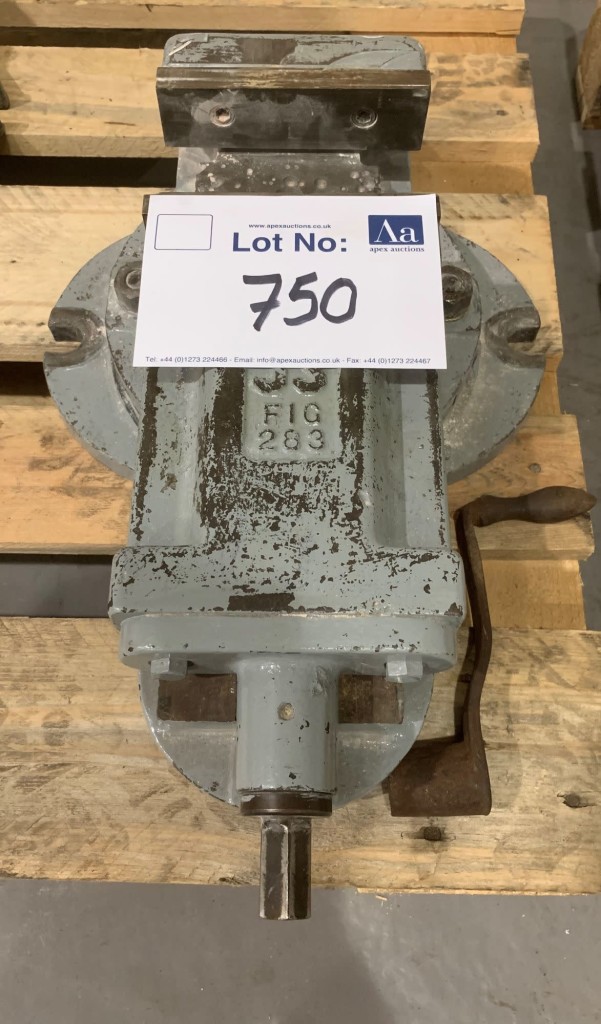 www.apexauctions.co.uk
Lot No:
Aa
apex auctions
750
Tel: +44 (0)1273 224466 - Email: info@apexauctions.co.uk - Fax: +44 (0)1273 224467
FIG
283